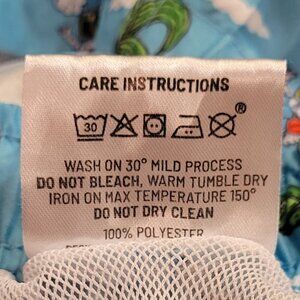 CARE INSTRUCTIONS
30
®
WASH ON 30° MILD PROCESS
DO NOT BLEACH, WARM TUMBLE DRY
IRON ON MAX TEMPERATURE 150°
DO NOT DRY CLEAN
100% POLYESTER